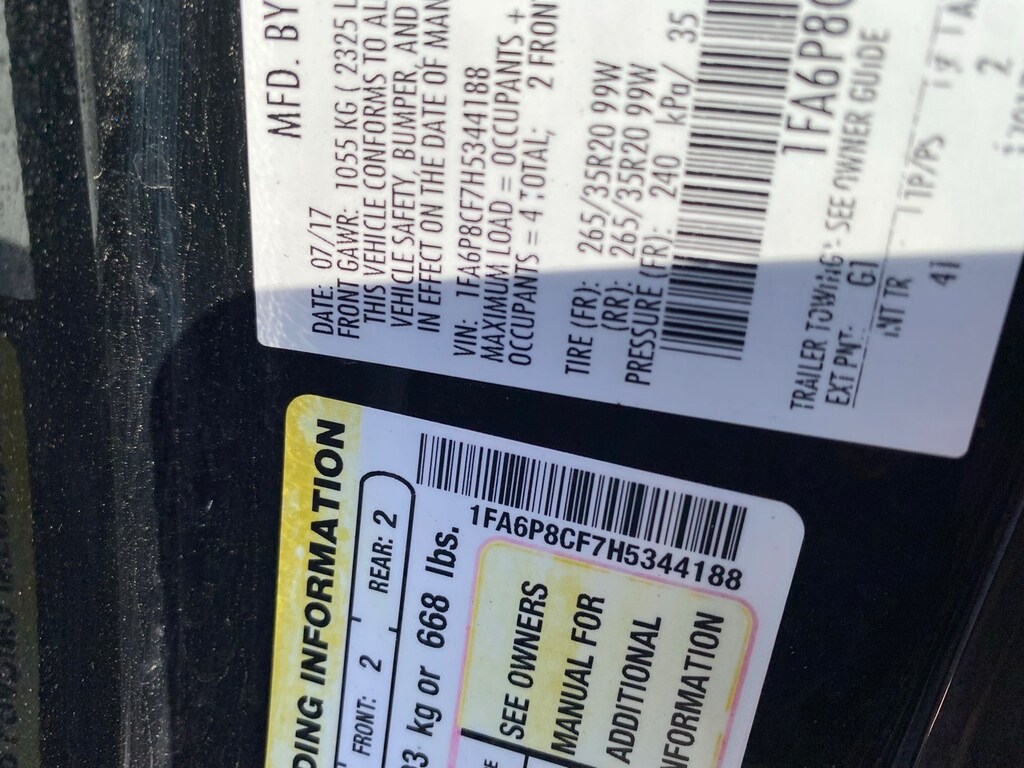 MFD. BY
DATE: 07/17
FRONT GAWR: 1055 KG ( 2325 L
THIS VEHICLE CONFORMS TO AL
VEHICLE SAFETY, BUMPER, AND
IN EFFECT ON THE DATE OF MAN
VIN: 1FA6P8CF7H5344188
MAXIMUM LOAD = OCCUPANTS +
OCCUPANTS = 4 TOTAL; 2 FRON
TIRE (FR): 265/35R20 99W
(RR): 265/35R20 99W
PRESSURE (FR): 240 kPa/ 35
1FA6P8C
TRAILER TOWING: SEE OWNER GUIDE
EXT PNT: G1
INT TR TP/PS
41 2
DING INFORMATION
FRONT: 2 REAR: 2
93 kg or 668 lbs.
1FA6P8CF7H5344188
SEE OWNERS
MANUAL FOR
ADDITIONAL
NFORMATION